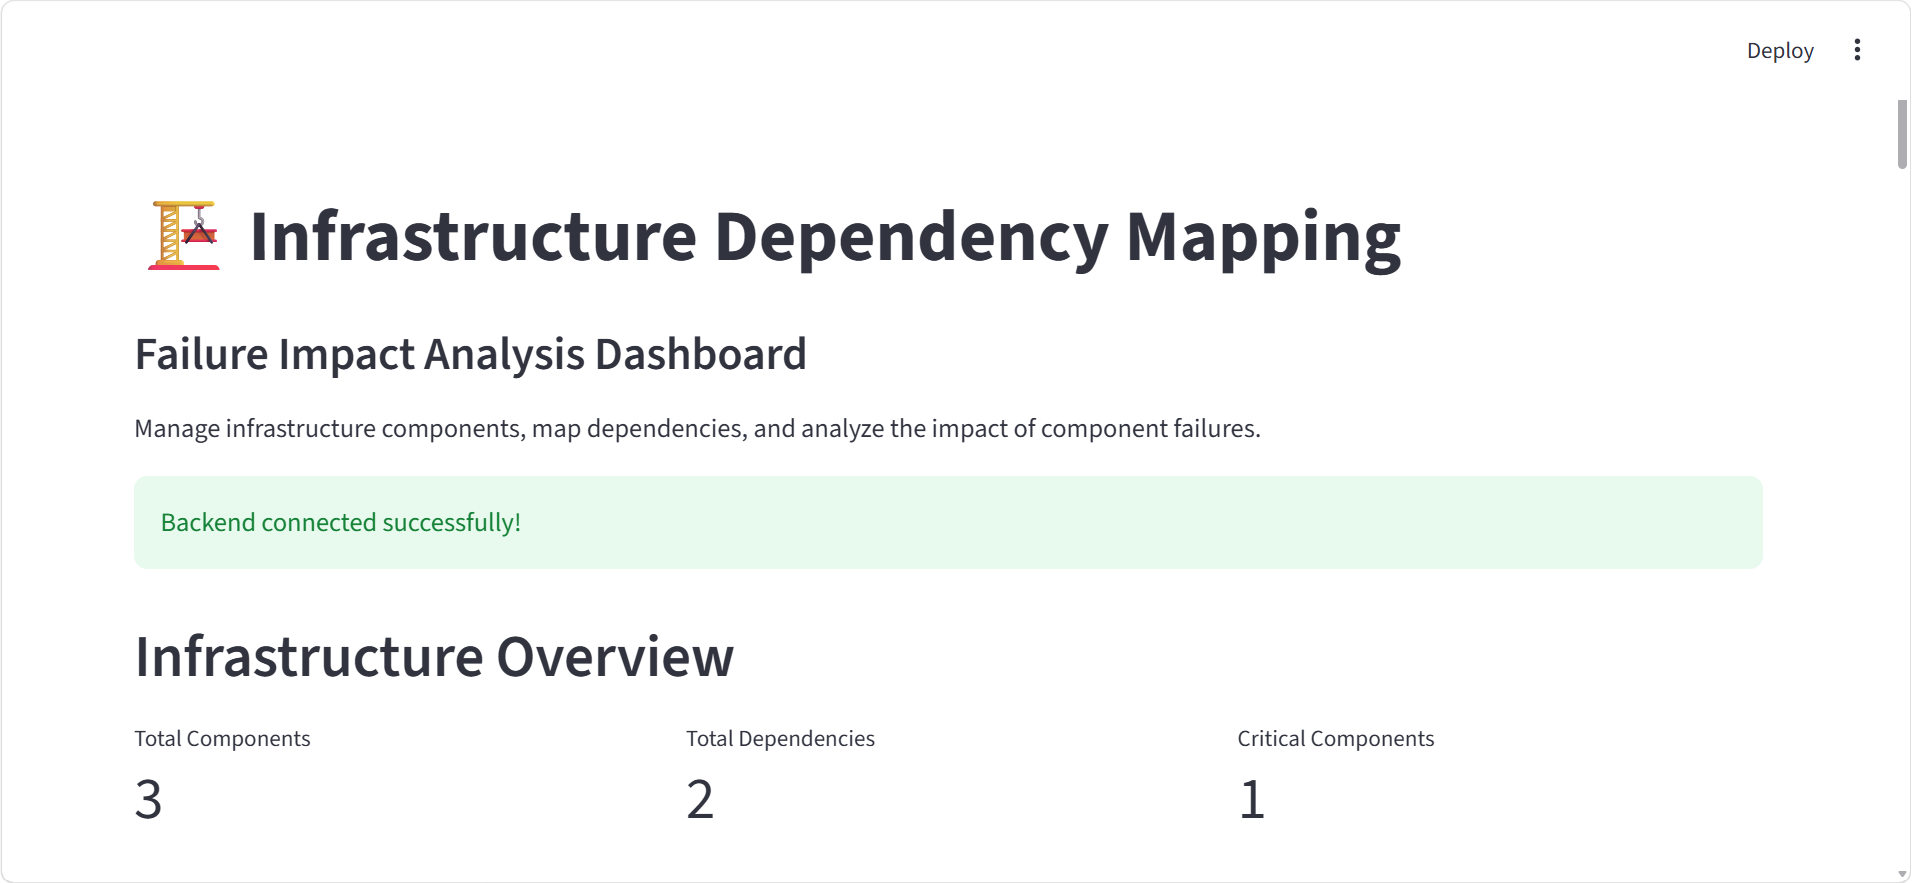 Deploy
Infrastructure Dependency Mapping
Failure Impact Analysis Dashboard
Manage infrastructure components, map dependencies, and analyze the impact of component failures.
Backend connected successfully!
Infrastructure Overview
Total Components
3
Total Dependencies
2
Critical Components
1